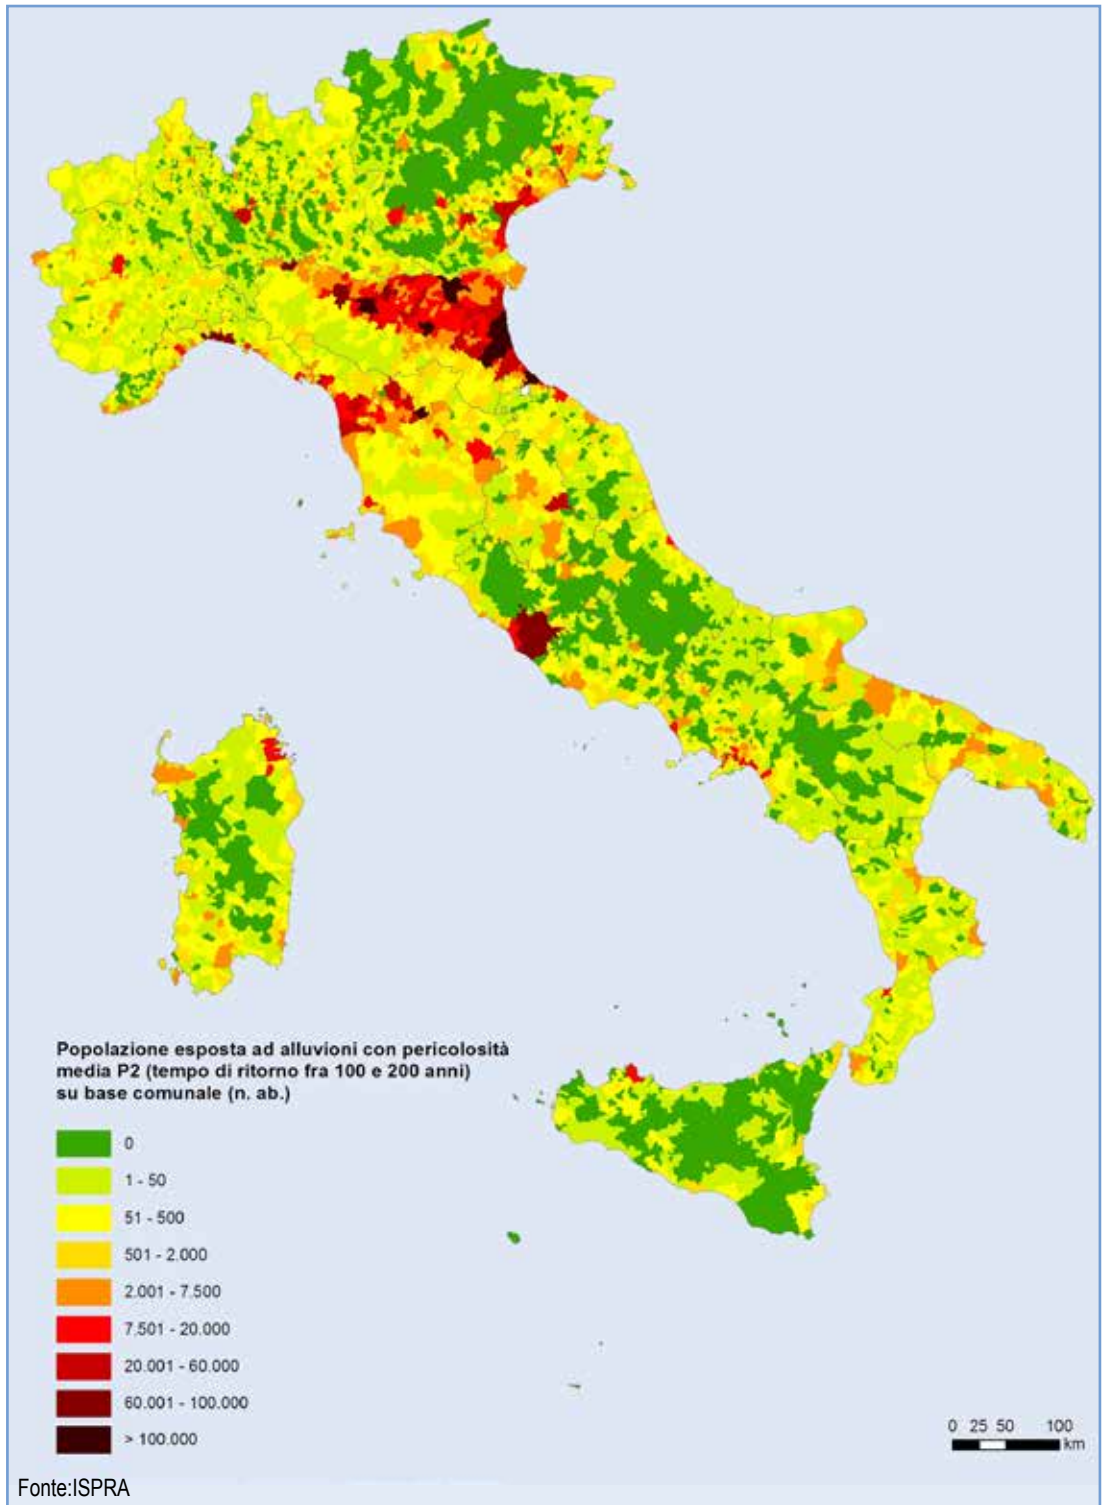 Popolazione esposta ad alluvioni con pericolosità
media P2 (tempo di ritorno fra 100 e 200 anni)
su base comunale (n. ab.)
0
1 - 50
51 - 500
501 - 2.000
2.001 - 7.500
7.501 - 20.000
20.001 - 60.000
60.001 - 100.000
> 100.000
0 25 50 100
km
Fonte:ISPRA